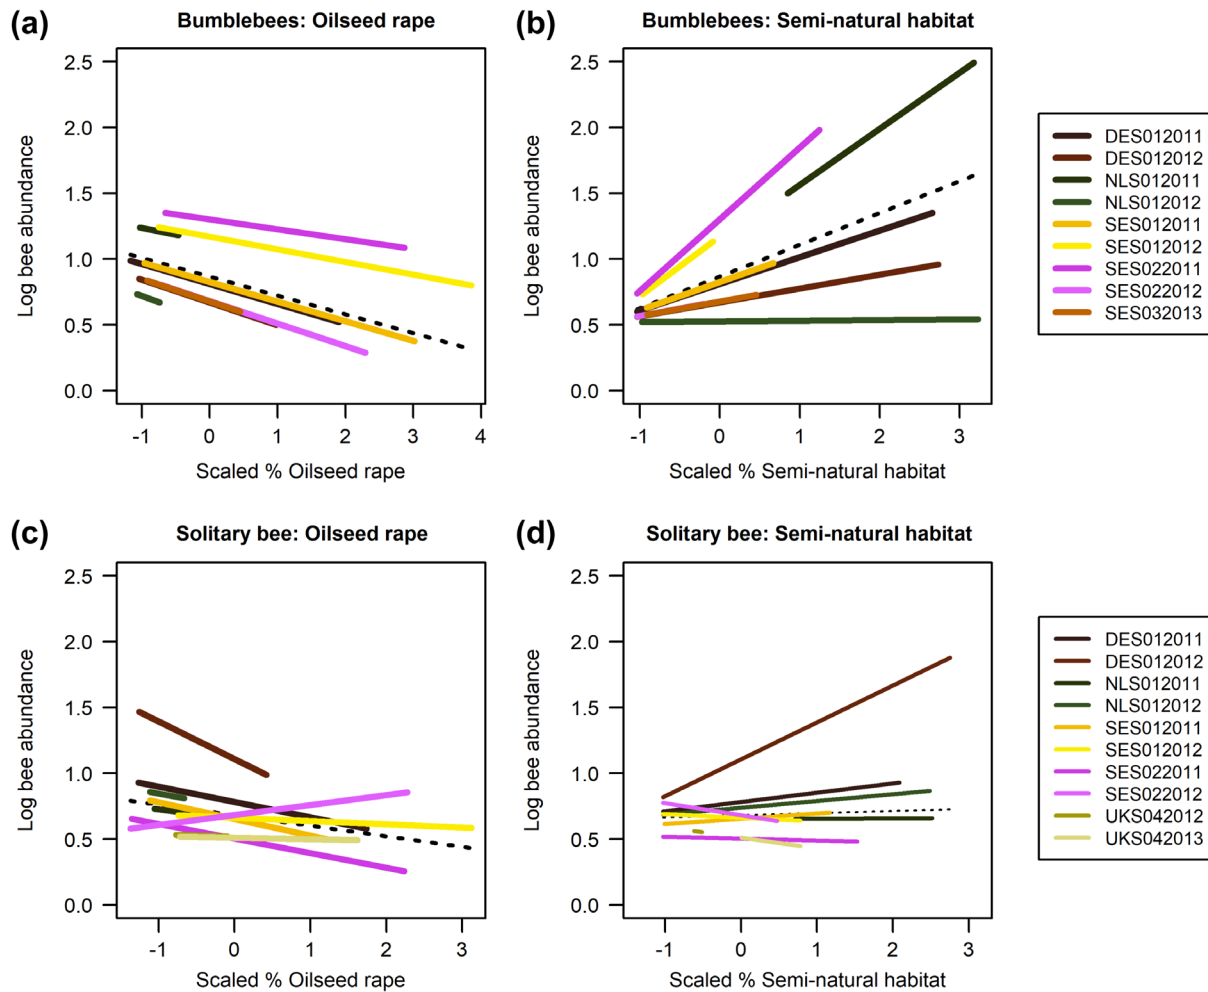 (a)
Bumblebees: Oilseed rape
Log bee abundance
2.5
2.0
1.5
1.0
0.5
0.0
-1 0 1 2 3 4
Scaled % Oilseed rape
(b)
Bumblebees: Semi-natural habitat
Log bee abundance
2.5
2.0
1.5
1.0
0.5
0.0
-1 0 1 2 3
Scaled % Semi-natural habitat
DES012011
DES012012
NLS012011
NLS012012
SES012011
SES012012
SES022011
SES022012
SES032013
(c)
Solitary bee: Oilseed rape
Log bee abundance
2.5
2.0
1.5
1.0
0.5
0.0
-1 0 1 2 3
Scaled % Oilseed rape
(d)
Solitary bee: Semi-natural habitat
Log bee abundance
2.5
2.0
1.5
1.0
0.5
0.0
-1 0 1 2 3
Scaled % Semi-natural habitat
DES012011
DES012012
NLS012011
NLS012012
SES012011
SES012012
SES022011
SES022012
UKS042012
UKS042013